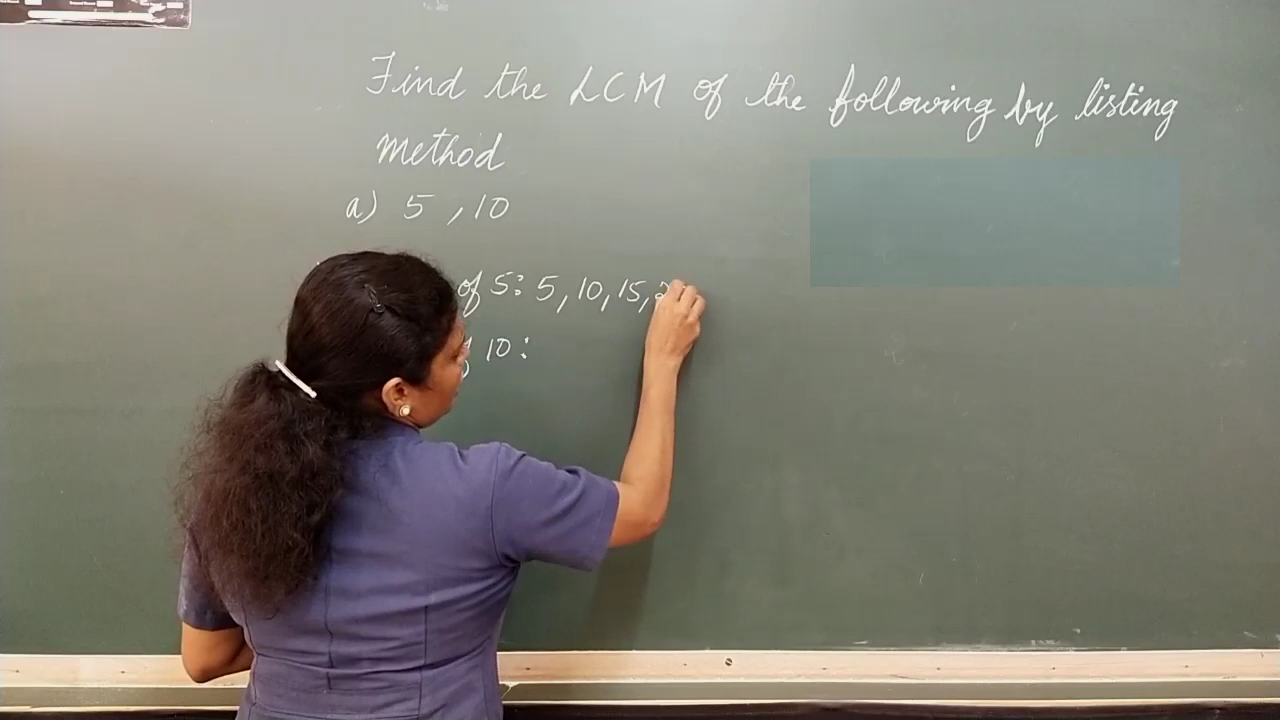 Find the LCM of the following by listing
Method
a) 5 , 10
of 5: 5, 10, 15,
10 :